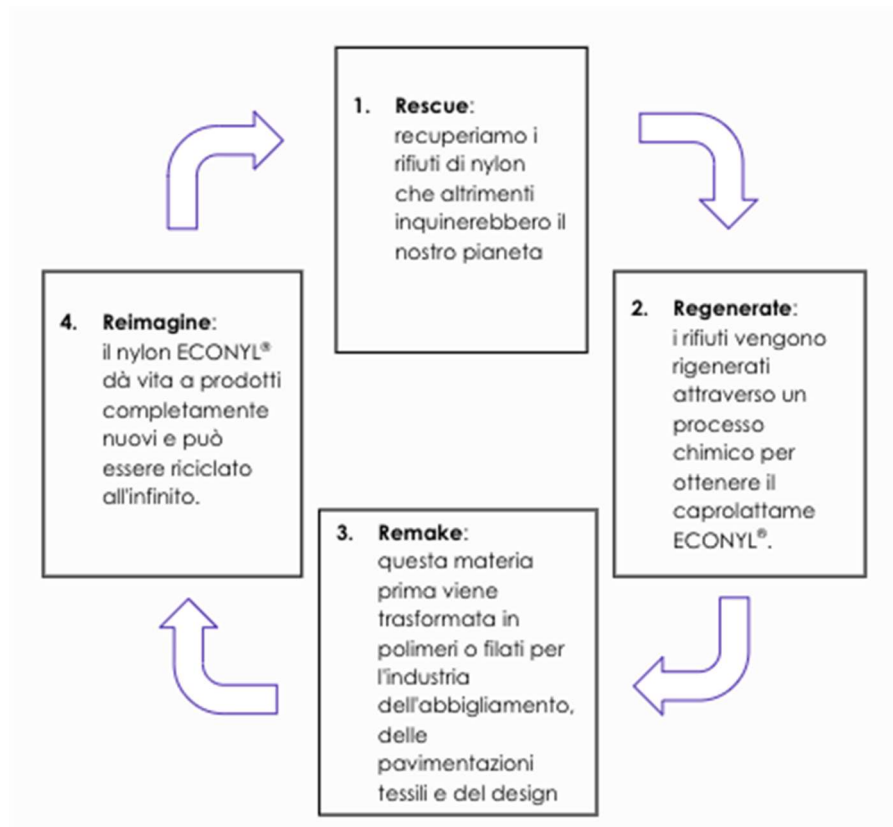 1. Rescue:
recuperiamo i
rifiuti di nylon
che altrimenti
inquinerebbero il
nostro pianeta
2. Regenerate:
i rifiuti vengono
rigenerati
attraverso un
processo
chimico per
ottenere il
caprolattame
ECONYL®.
3. Remake:
questa materia
prima viene
trasformata in
polimeri o filati per
l'industria
dell'abbigliamento,
delle
pavimentazioni
tessili e del design
4. Reimagine:
il nylon ECONYL®
dà vita a prodotti
completamente
nuovi e può
essere riciclato
all'infinito.